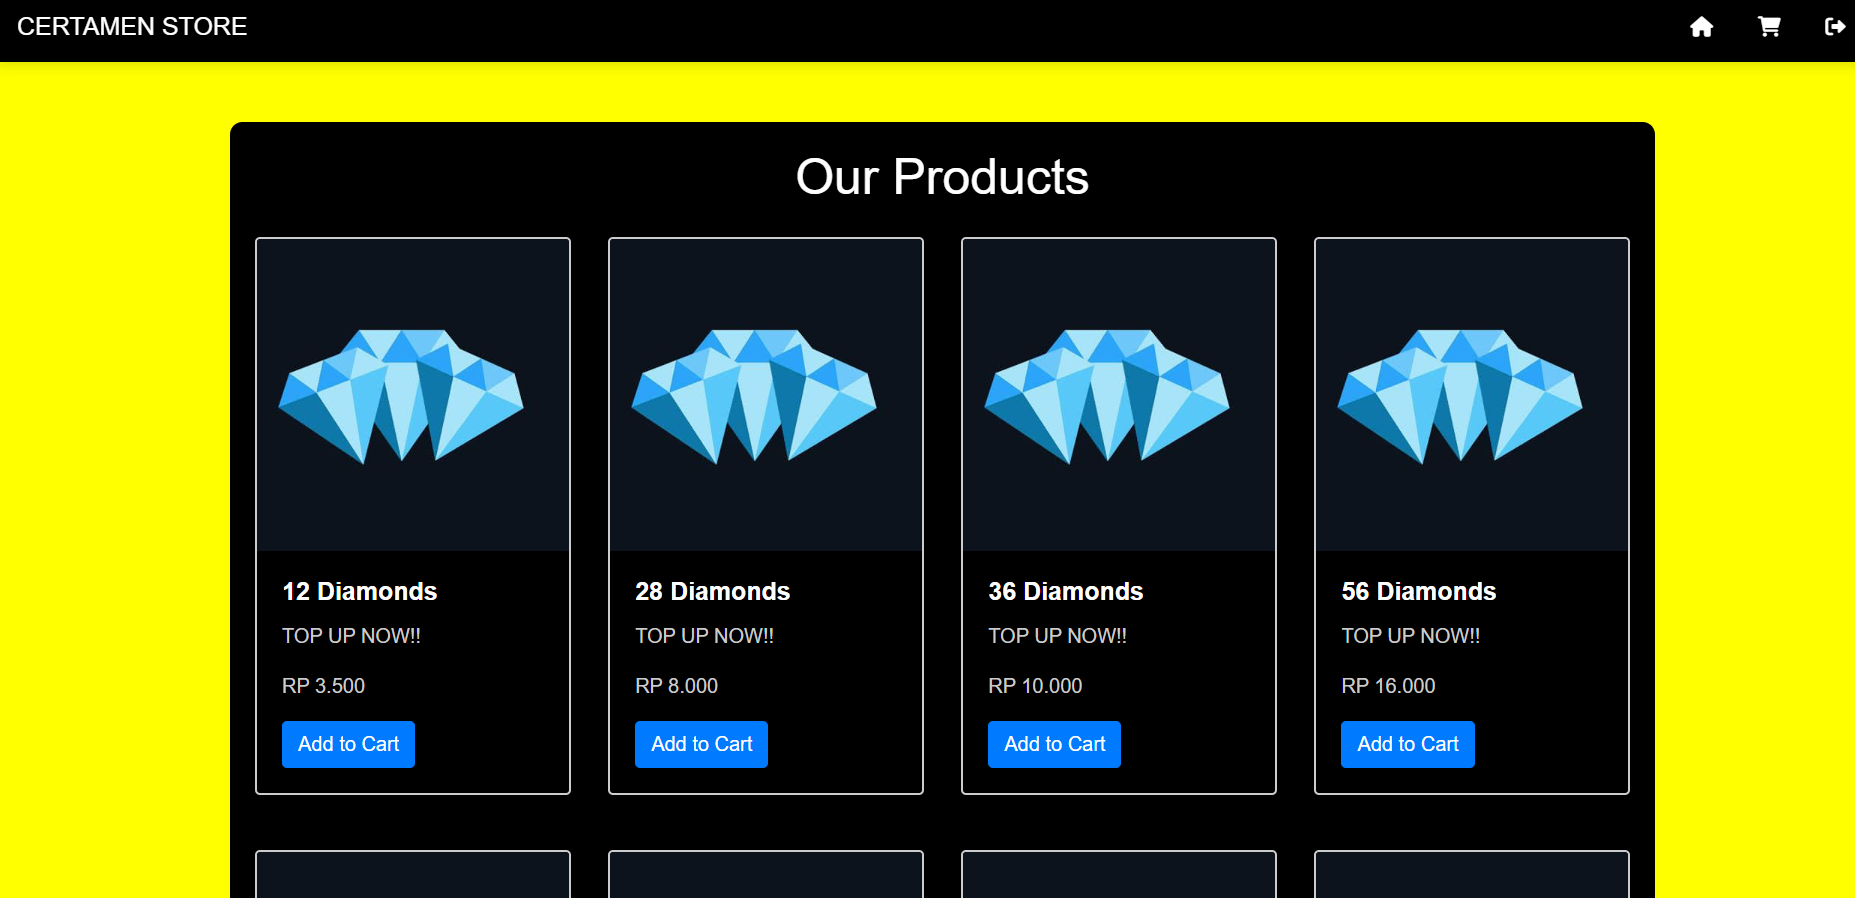 CERTAMEN STORE
Our Products
12 Diamonds
TOP UP NOW!!
RP 3.500
Add to Cart
28 Diamonds
TOP UP NOW!!
RP 8.000
Add to Cart
36 Diamonds
TOP UP NOW!!
RP 10.000
Add to Cart
56 Diamonds
TOP UP NOW!!
RP 16.000
Add to Cart